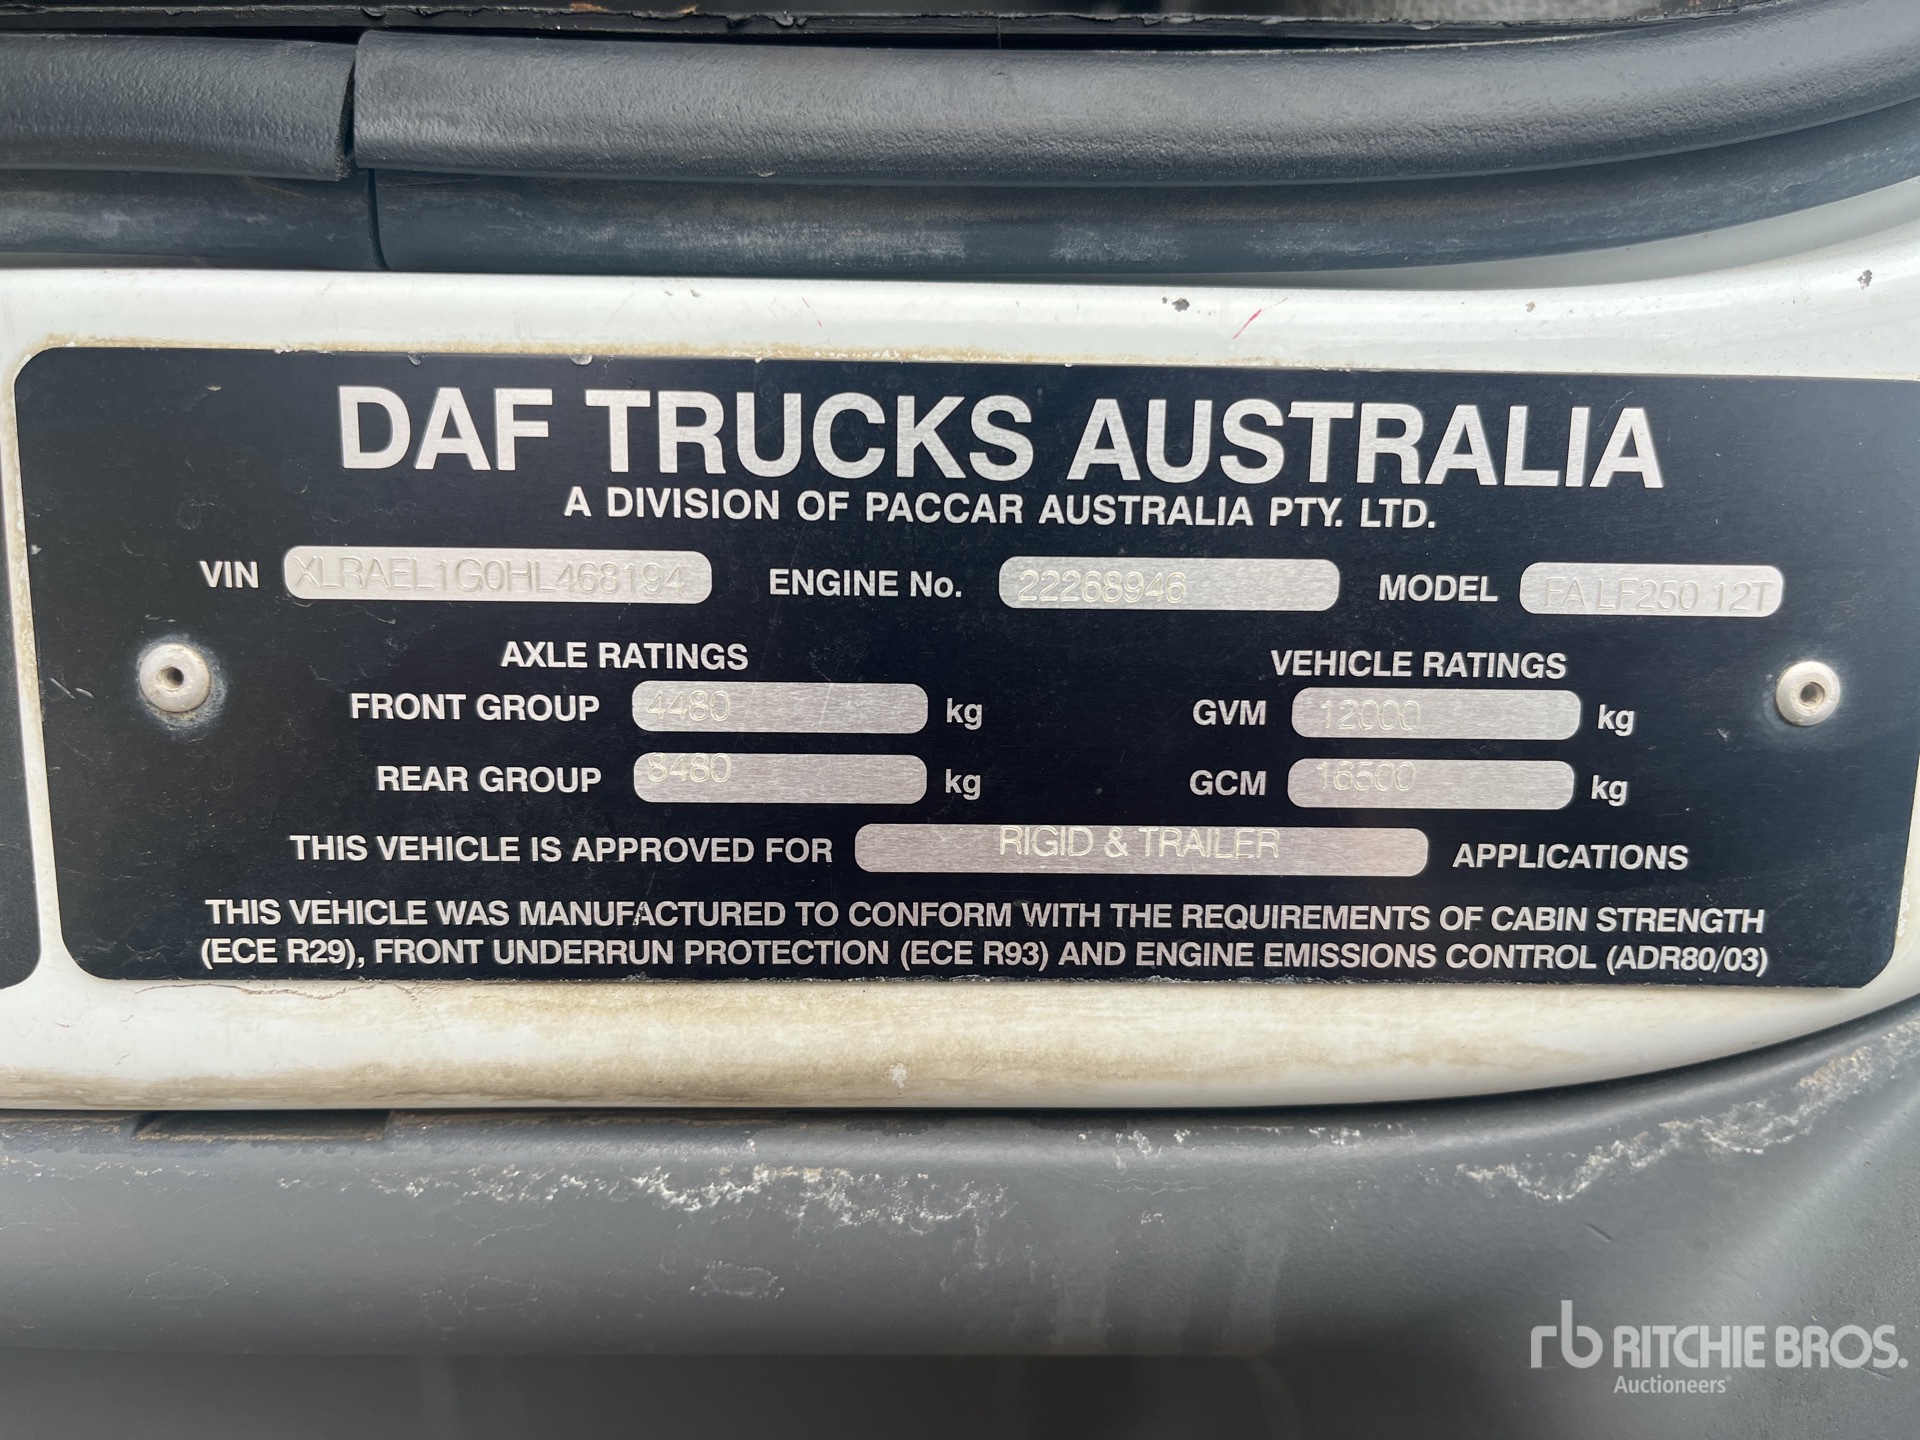 DAF TRUCKS AUSTRALIA
A DIVISION OF PACCAR AUSTRALIA PTY. LTD.
VIN XLRAEL1G0HL468194 ENGINE No. 22268946 MODEL FA LF250 12T
AXLE RATINGS VEHICLE RATINGS
FRONT GROUP 4480 kg GVM 12000 kg
REAR GROUP 8480 kg GCM 16500 kg
THIS VEHICLE IS APPROVED FOR RIGID & TRAILER APPLICATIONS
THIS VEHICLE WAS MANUFACTURED TO CONFORM WITH THE REQUIREMENTS OF CABIN STRENGTH
(ECE R29), FRONT UNDERRUN PROTECTION (ECE R93) AND ENGINE EMISSIONS CONTROL (ADR80/03)
rb RITCHIE BROS.
Auctioneers